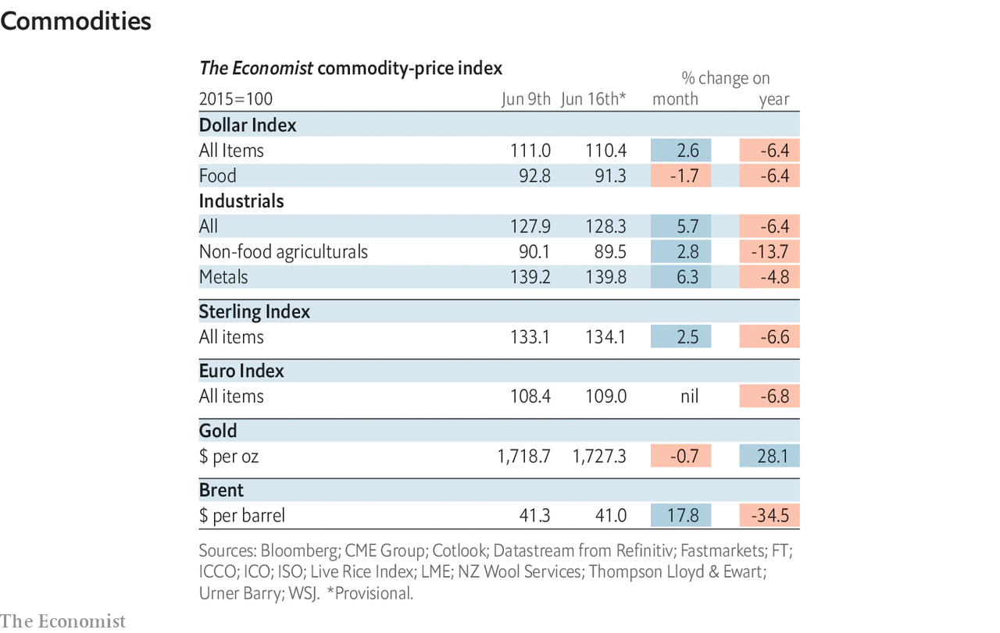 Commodities
The Economist commodity-price index
% change on
2015=100 Jun 9th Jun 16th* month year
Dollar Index
All Items 111.0 110.4 2.6 -6.4
Food 92.8 91.3 -1.7 -6.4
Industrials
All 127.9 128.3 5.7 -6.4
Non-food agriculturals 90.1 89.5 2.8 -13.7
Metals 139.2 139.8 6.3 -4.8
Sterling Index
All items 133.1 134.1 2.5 -6.6
Euro Index
All items 108.4 109.0 nil -6.8
Gold
$ per oz 1,718.7 1,727.3 -0.7 28.1
Brent
$ per barrel 41.3 41.0 17.8 -34.5
Sources: Bloomberg; CME Group; Cotlook; Datastream from Refinitiv; Fastmarkets; FT;
ICCO; ICO; ISO; Live Rice Index; LME; NZ Wool Services; Thompson Lloyd & Ewart;
Urner Barry; WSJ. *Provisional.
The Economist